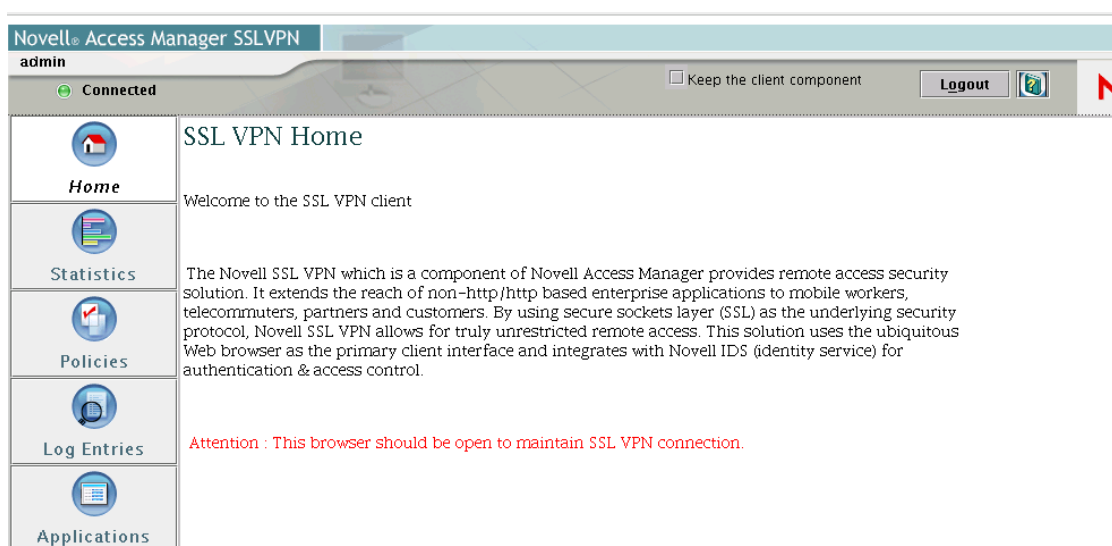 Novell® Access Manager SSLVPN
admin
Connected
Keep the client component
Logout
N
Home
Statistics
Policies
Log Entries
Applications
SSL VPN Home
Welcome to the SSL VPN client
The Novell SSL VPN which is a component of Novell Access Manager provides remote access security
solution. It extends the reach of non-http/http based enterprise applications to mobile workers,
telecommuters, partners and customers. By using secure sockets layer (SSL) as the underlying security
protocol, Novell SSL VPN allows for truly unrestricted remote access. This solution uses the ubiquitous
Web browser as the primary client interface and integrates with Novell IDS (identity service) for
authentication & access control.
Attention : This browser should be open to maintain SSL VPN connection.